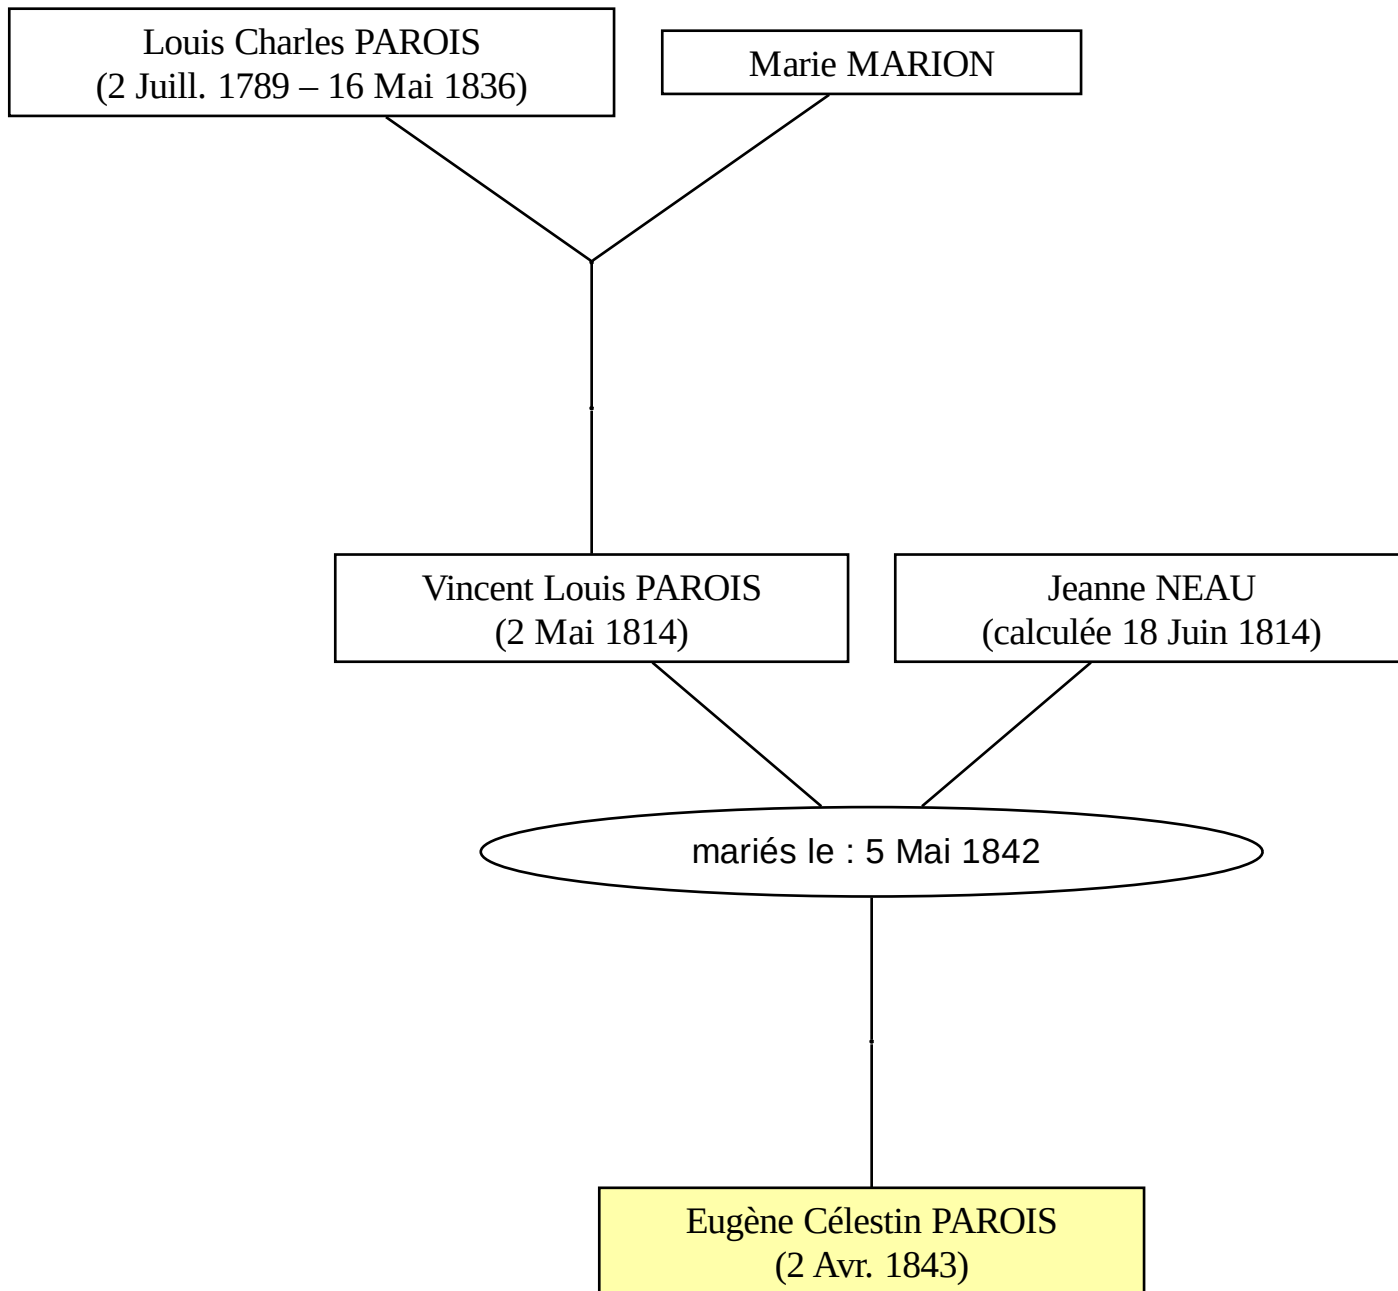 Louis Charles PAROIS
(2 Juill. 1789 – 16 Mai 1836)
Marie MARION
Vincent Louis PAROIS
(2 Mai 1814)
Jeanne NEAU
(calculée 18 Juin 1814)
mariés le : 5 Mai 1842
Eugène Célestin PAROIS
(2 Avr. 1843)